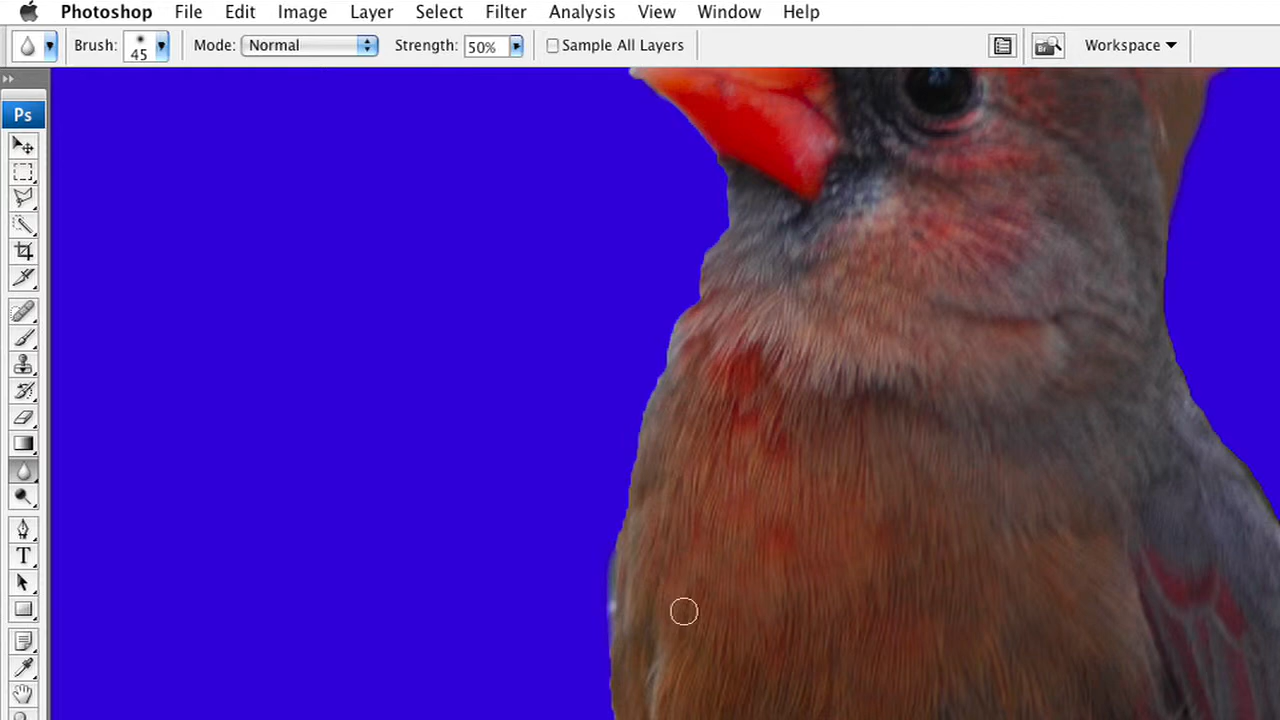 Photoshop File Edit Image Layer Select Filter Analysis View Window Help
Brush: 45 Mode: Normal Strength: 50% Sample All Layers Br Workspace
Ps
T